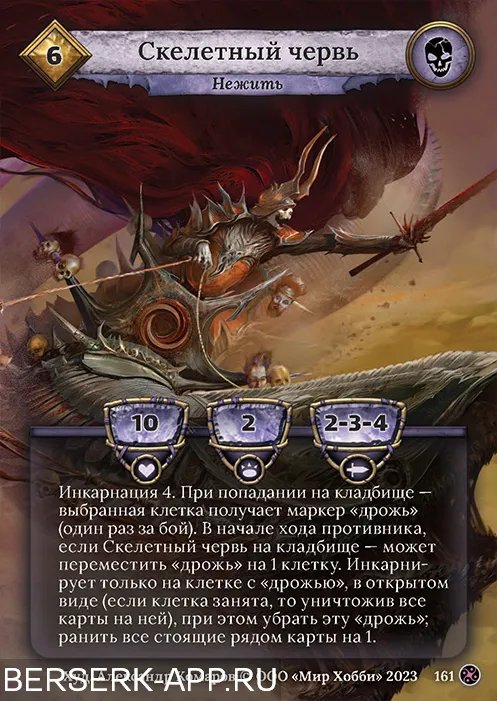 6
Скелетный червь
Нежить
10
2
2-3-4
Инкарнация 4. При попадании на кладбище —
выбранная клетка получает маркер «дрожь»
(один раз за бой). В начале хода противника,
если Скелетный червь на кладбище — может
переместить «дрожь» на 1 клетку. Инкарни-
рует только на клетке с «дрожью», в открытом
виде (если клетка занята, то уничтожив все
карты на ней), при этом убрать эту «дрожь»;
ранить все стоящие рядом карты на 1.
Худ. Александр Комаров © ООО «Мир Хобби» 2023 161
BERSERK-APP.RU